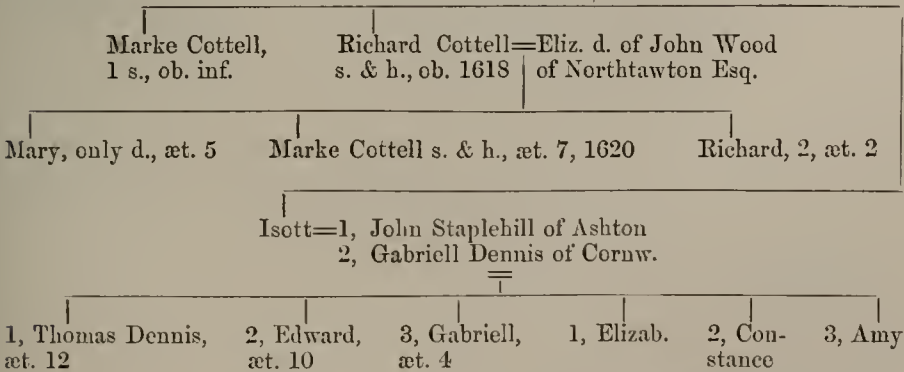 Marke Cottell,
1 s., ob. inf.
Richard Cottell=Eliz. d. of John Wood
s. & h., ob. 1618 of Northtawton Esq.
Mary, only d., æt. 5 Marke Cottell s. & h., æt. 7, 1620 Richard, 2, æt. 2
Isott=1, John Staplehill of Ashton
2, Gabriell Dennis of Cornw.
1, Thomas Dennis,
æt. 12
2, Edward,
æt. 10
3, Gabriell,
æt. 4
1, Elizab.
2, Con-
stance
3, Amy